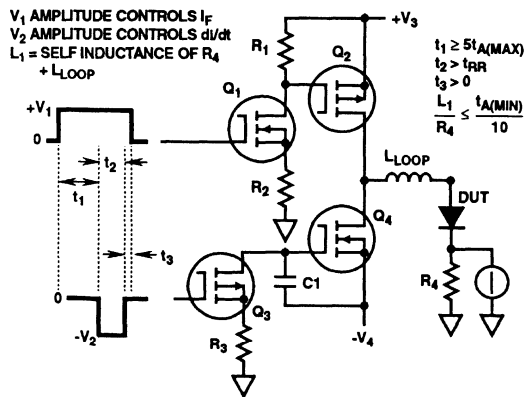 V1 AMPLITUDE CONTROLS IF
V2 AMPLITUDE CONTROLS di/dt
L1 = SELF INDUCTANCE OF R4
+ LLOOP
+V1
0
t2
t1
t3
0
-V2
R1
Q1
R2
Q2
+V3
t1 ≥ 5tA(MAX)
t2 > tRR
t3 > 0
L1/R4 ≤ tA(MIN)/10
LLOOP
DUT
Q4
R4
C1
Q3
R3
-V4